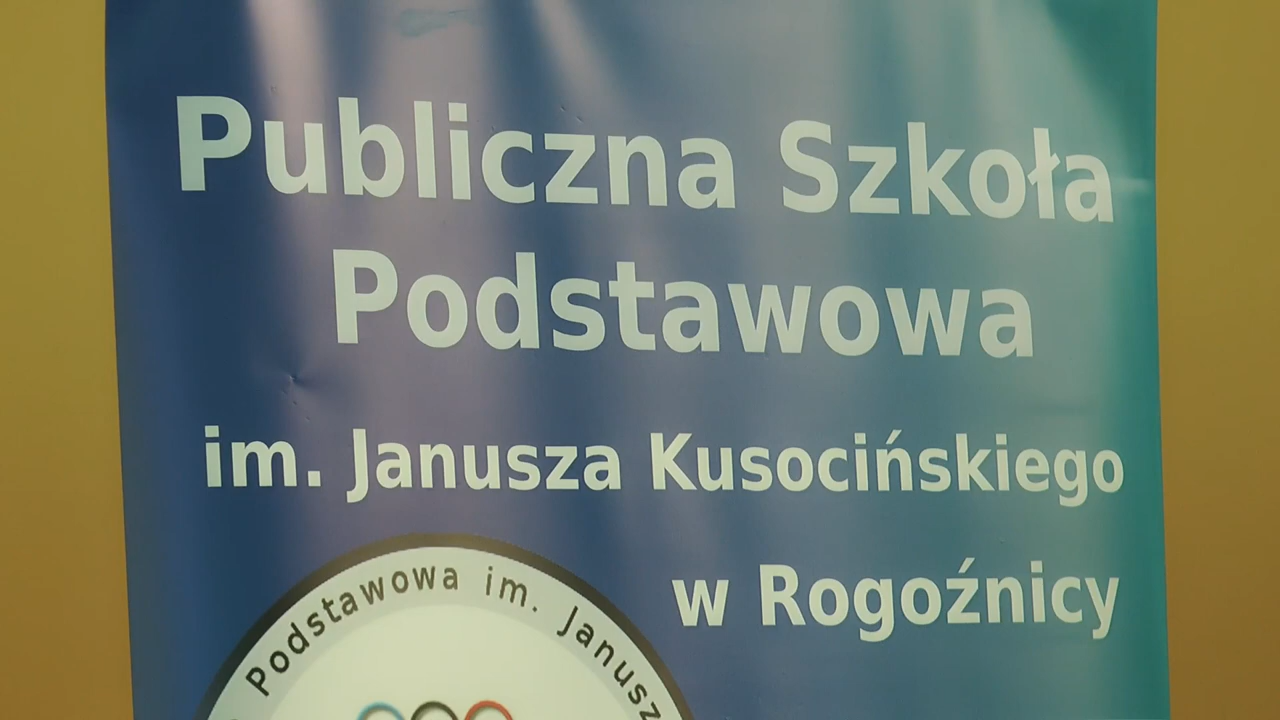 Publiczna Szkoła
Podstawowa
im. Janusza Kusocińskiego
w Rogoźnicy
Podstawowa im. Janusz